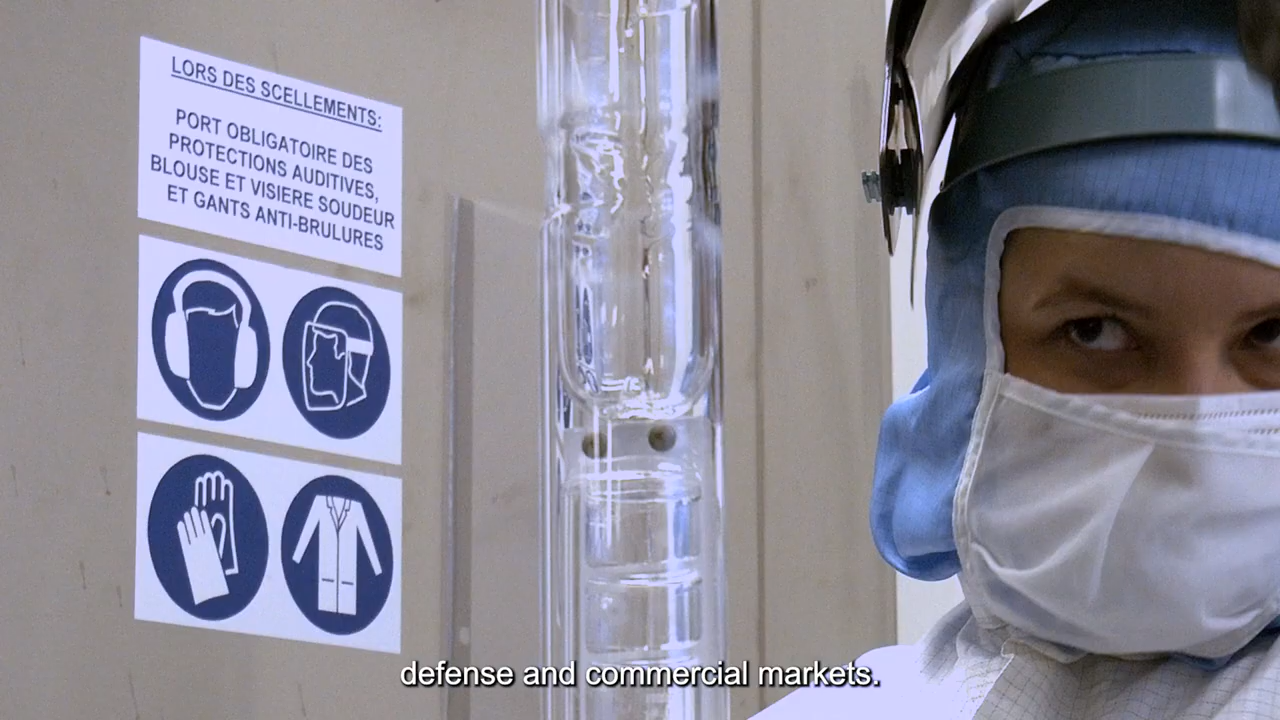 LORS DES SCELLEMENTS:
PORT OBLIGATOIRE DES
PROTECTIONS AUDITIVES,
BLOUSE ET VISIERE SOUDEUR
ET GANTS ANTI-BRULURES
defense and commercial markets.